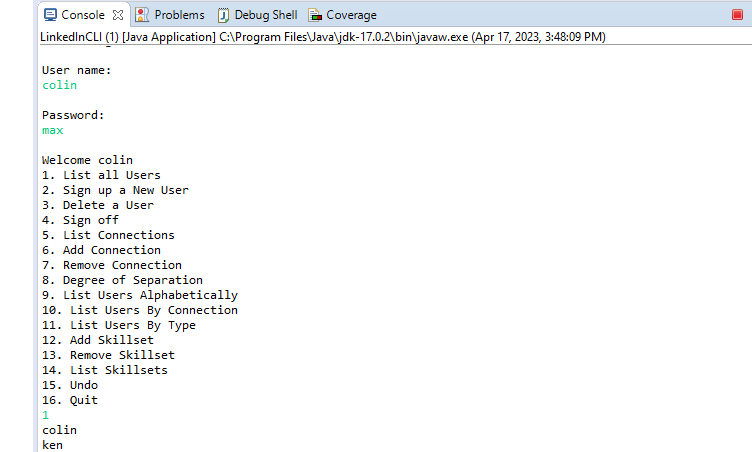 Console Problems Debug Shell Coverage
LinkedInCLI (1) [Java Application] C:\Program Files\Java\jdk-17.0.2\bin\javaw.exe (Apr 17, 2023, 3:48:09 PM)
User name:
colin
Password:
max
Welcome colin
1. List all Users
2. Sign up a New User
3. Delete a User
4. Sign off
5. List Connections
6. Add Connection
7. Remove Connection
8. Degree of Separation
9. List Users Alphabetically
10. List Users By Connection
11. List Users By Type
12. Add Skillset
13. Remove Skillset
14. List Skillsets
15. Undo
16. Quit
1
colin
ken